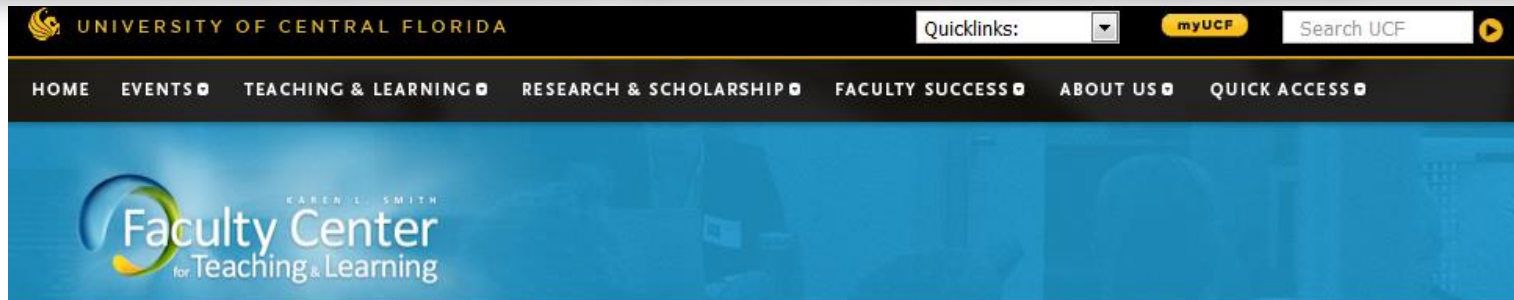 UNIVERSITY OF CENTRAL FLORIDA Quicklinks: myUCF Search UCF
HOME EVENTS TEACHING & LEARNING RESEARCH & SCHOLARSHIP FACULTY SUCCESS ABOUT US QUICK ACCESS
KAREN L. SMITH
Faculty Center
for Teaching & Learning